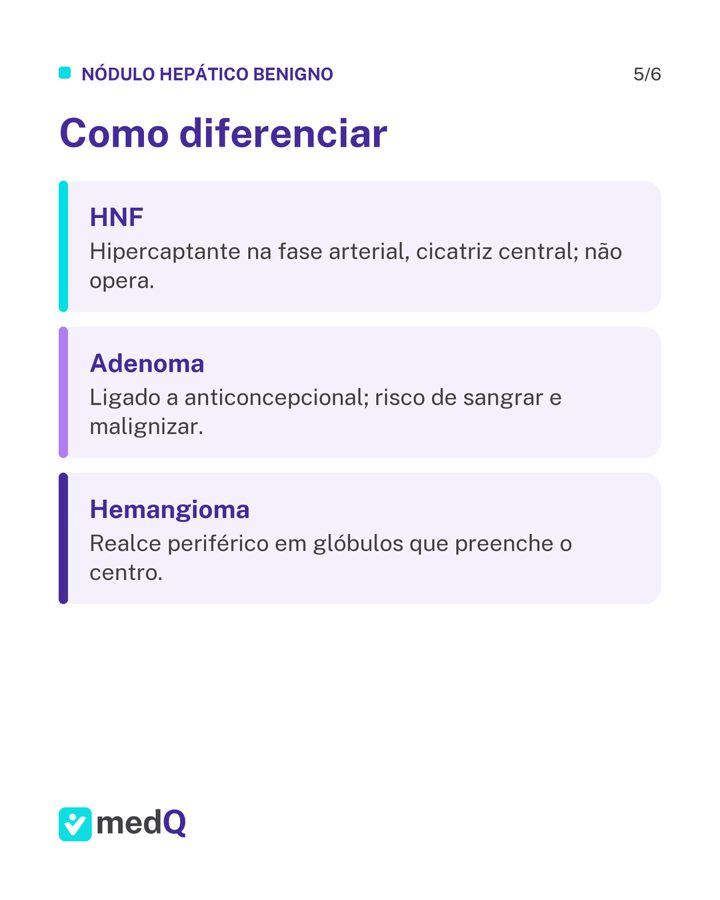 NÓDULO HEPÁTICO BENIGNO
5/6
Como diferenciar
HNF
Hipercaptante na fase arterial, cicatriz central; não
opera.
Adenoma
Ligado a anticoncepcional; risco de sangrar e
malignizar.
Hemangioma
Realce periférico em glóbulos que preenche o
centro.
medQ